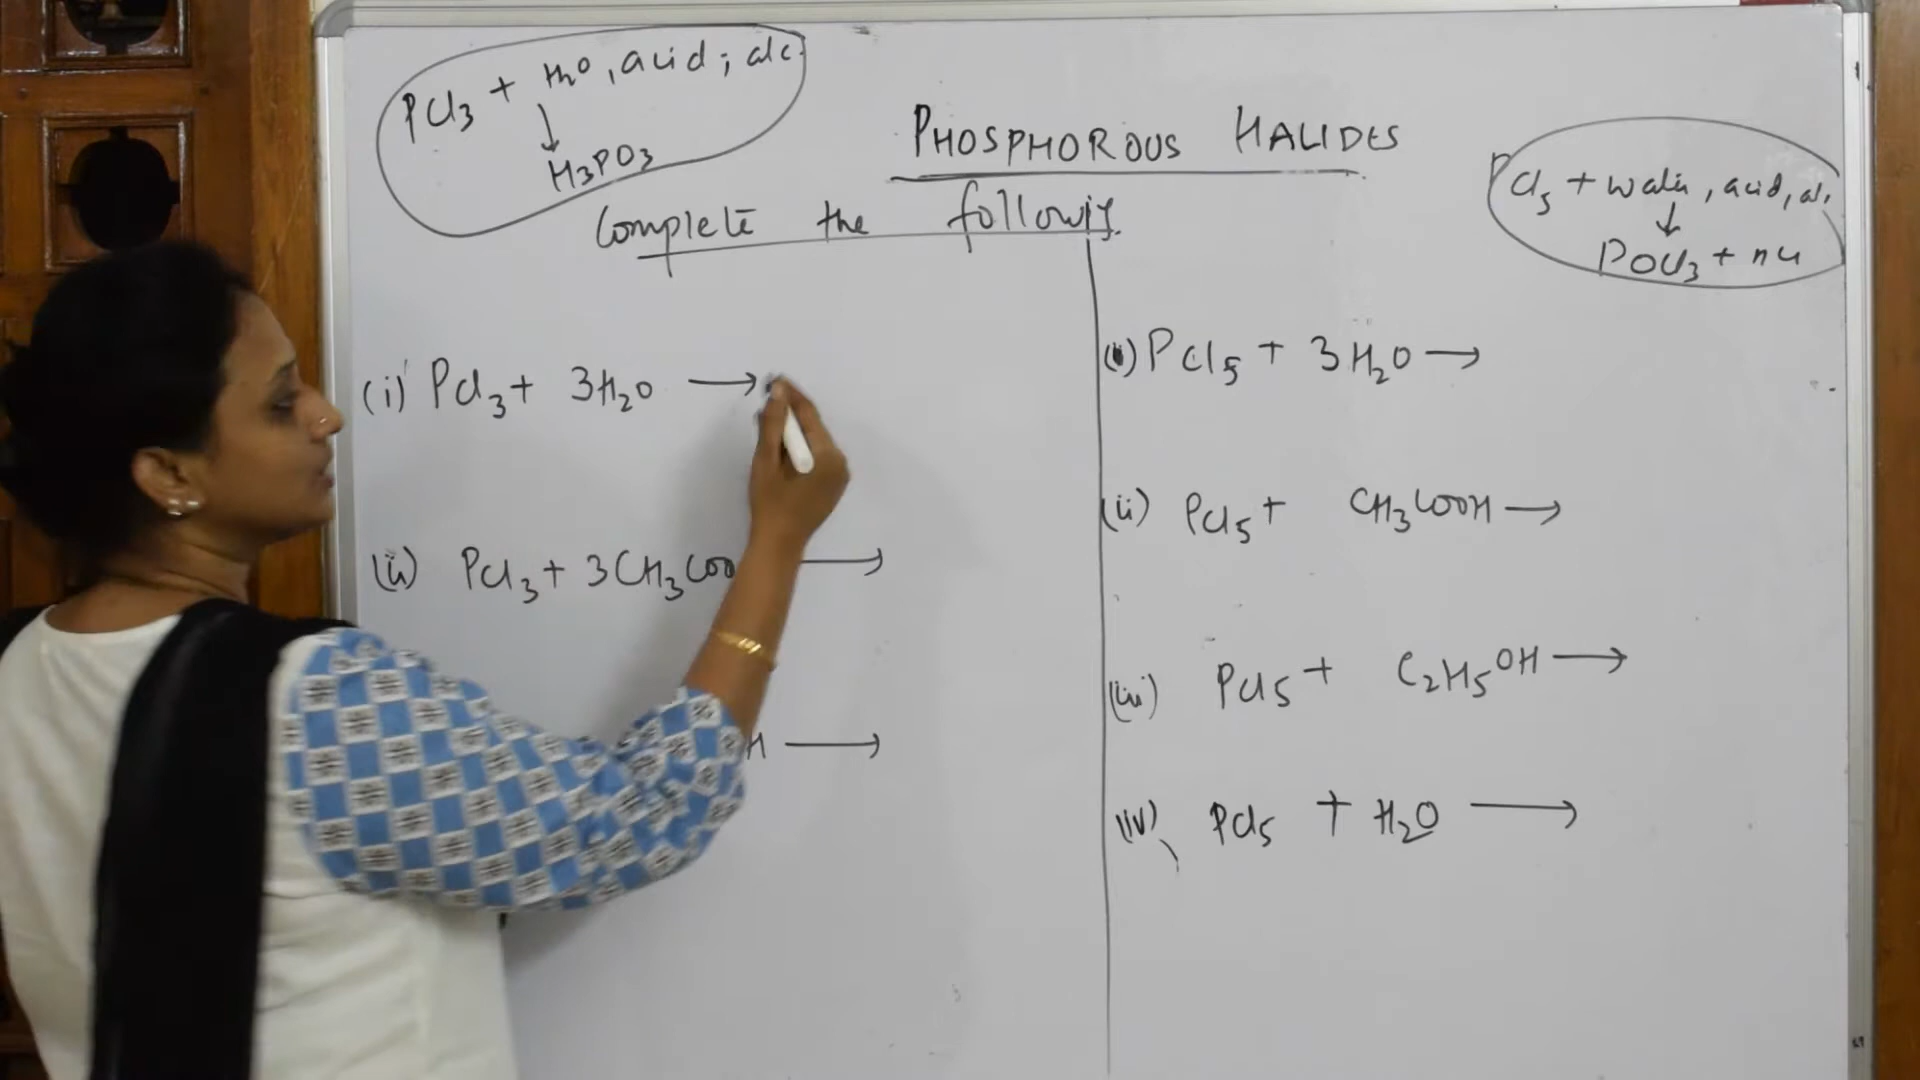 PCl3 + H2O, acid; alc.
↓
H3PO3
PHOSPHOROUS HALIDES
Complete the
(i) PCl3 + 3H2O →
(ii) PCl3 + 3CH3COO →
H →
PCl5 + water, acid, al,
↓
POCl3 + HCl
(i) PCl5 + 3H2O →
(ii) PCl5 + CH3COOH →
(iii) PCl5 + C2H5OH →
(iv) PCl5 + H2O →